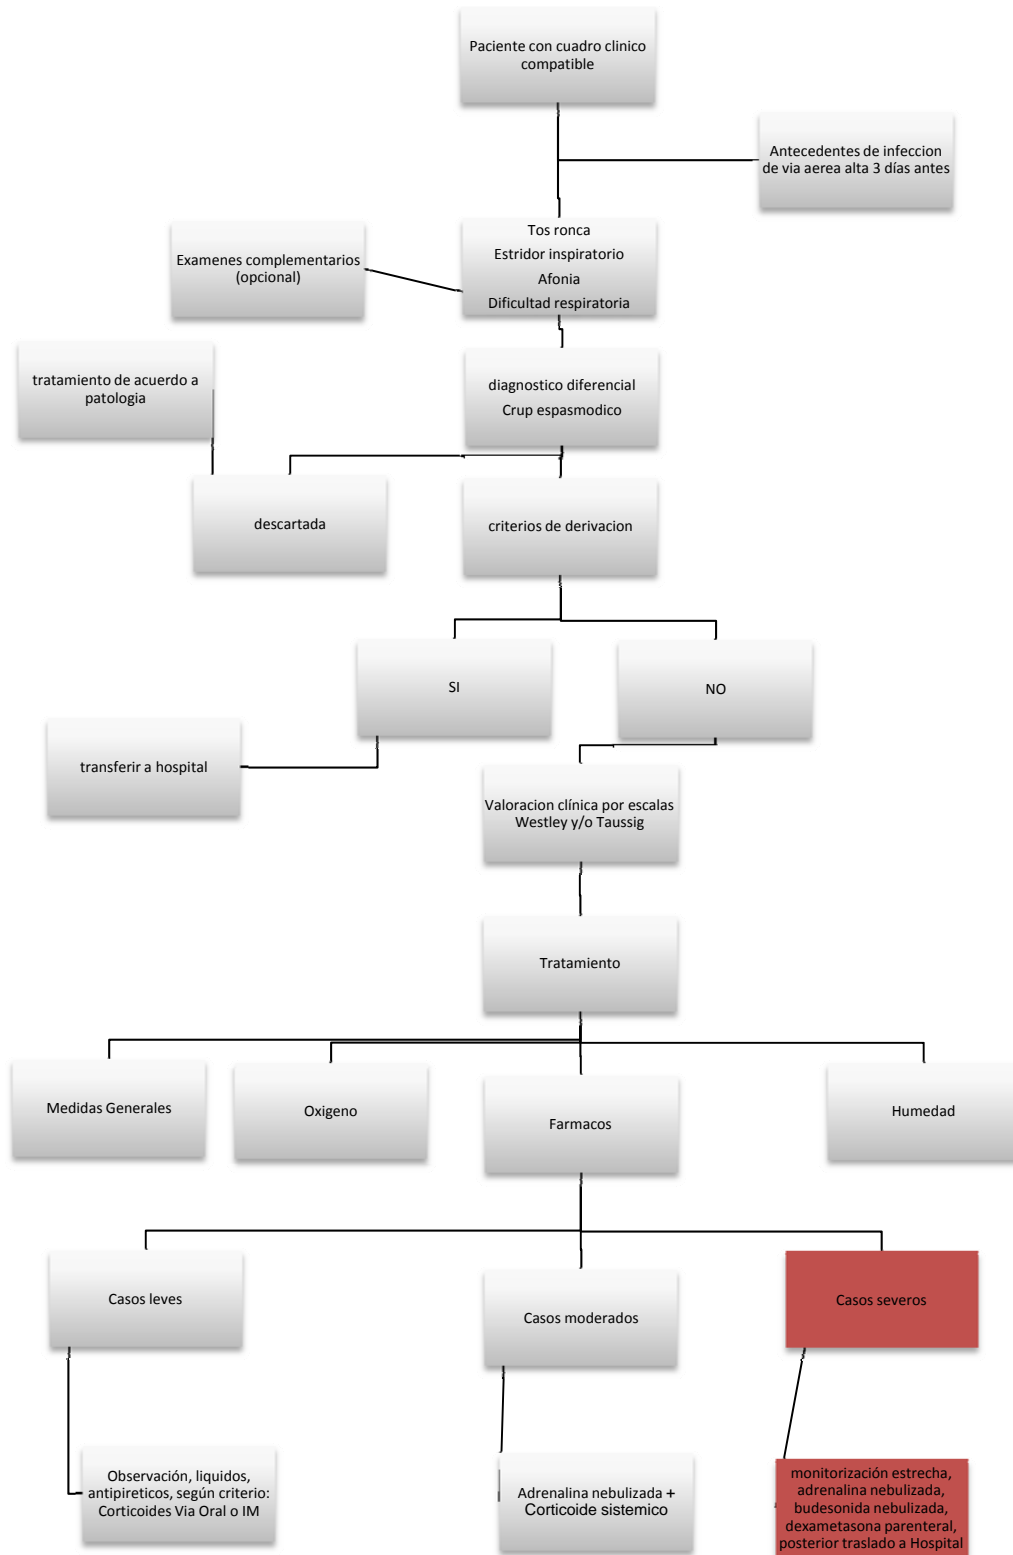 Paciente con cuadro clinico
compatible
Antecedentes de infeccion
de via aerea alta 3 días antes
Tos ronca
Estridor inspiratorio
Afonia
Dificultad respiratoria
Examenes complementarios
(opcional)
diagnostico diferencial
Crup espasmodico
tratamiento de acuerdo a
patologia
descartada
criterios de derivacion
SI
NO
transferir a hospital
Valoracion clínica por escalas
Westley y/o Taussig
Tratamiento
Medidas Generales
Oxigeno
Farmacos
Humedad
Casos leves
Casos moderados
Casos severos
Observación, liquidos,
antipireticos, según criterio:
Corticoides Via Oral o IM
Adrenalina nebulizada +
Corticoide sistemico
monitorización estrecha,
adrenalina nebulizada,
budesonida nebulizada,
dexametasona parenteral,
posterior traslado a Hospital